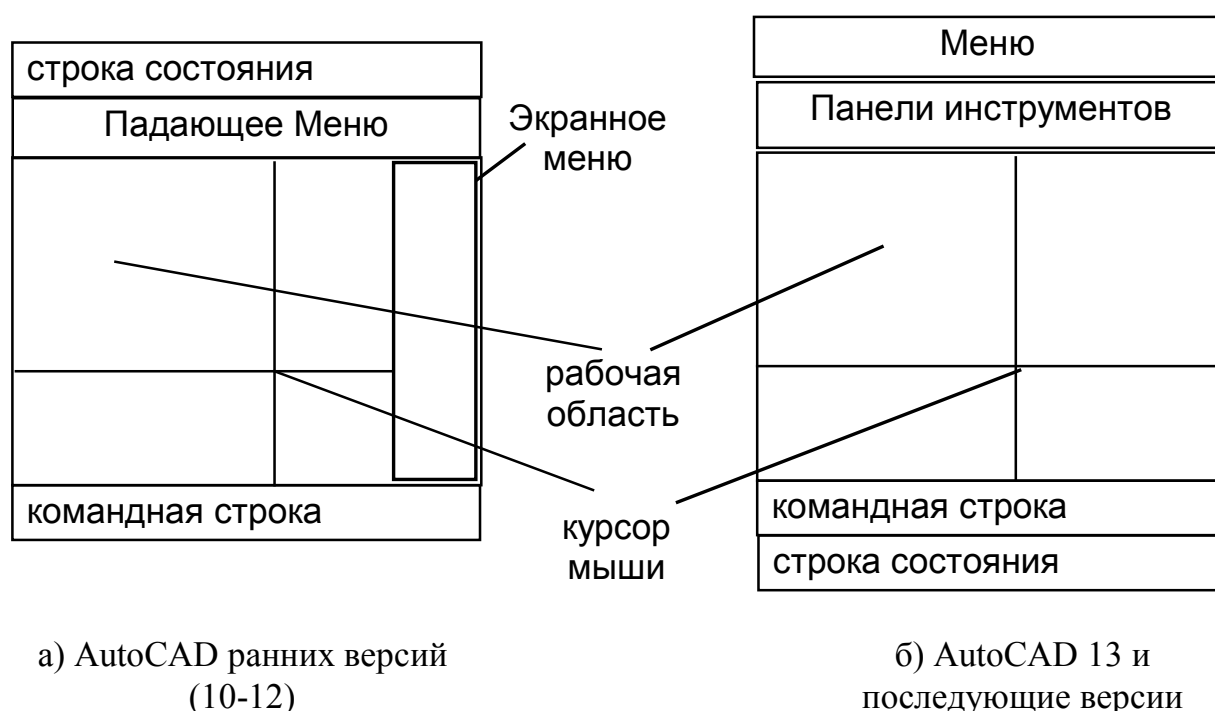 строка состояния
Падающее Меню
Экранное
меню
командная строка
рабочая
область
курсор
мыши
Меню
Панели инструментов
командная строка
строка состояния
а) AutoCAD ранних версий
(10-12)
б) AutoCAD 13 и
последующие версии